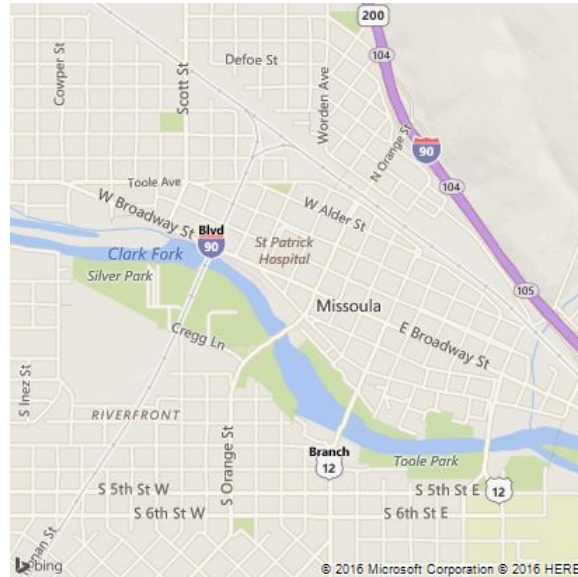 200
Defoe St
104
Cowper St
Scott St
Worden Ave
N Orange St
90
104
Toole Ave
W Broadway St
W Alder St
Blvd
90
Clark Fork
St Patrick
Hospital
Silver Park
105
Missoula
Cregg Ln
E Broadway St
S Inez St
RIVERFRONT
S Orange St
Branch
12
Toole Park
S 5th St W
S 5th St E
12
S 6th St W
S 6th St E
bing
© 2016 Microsoft Corporation © 2016 HERE